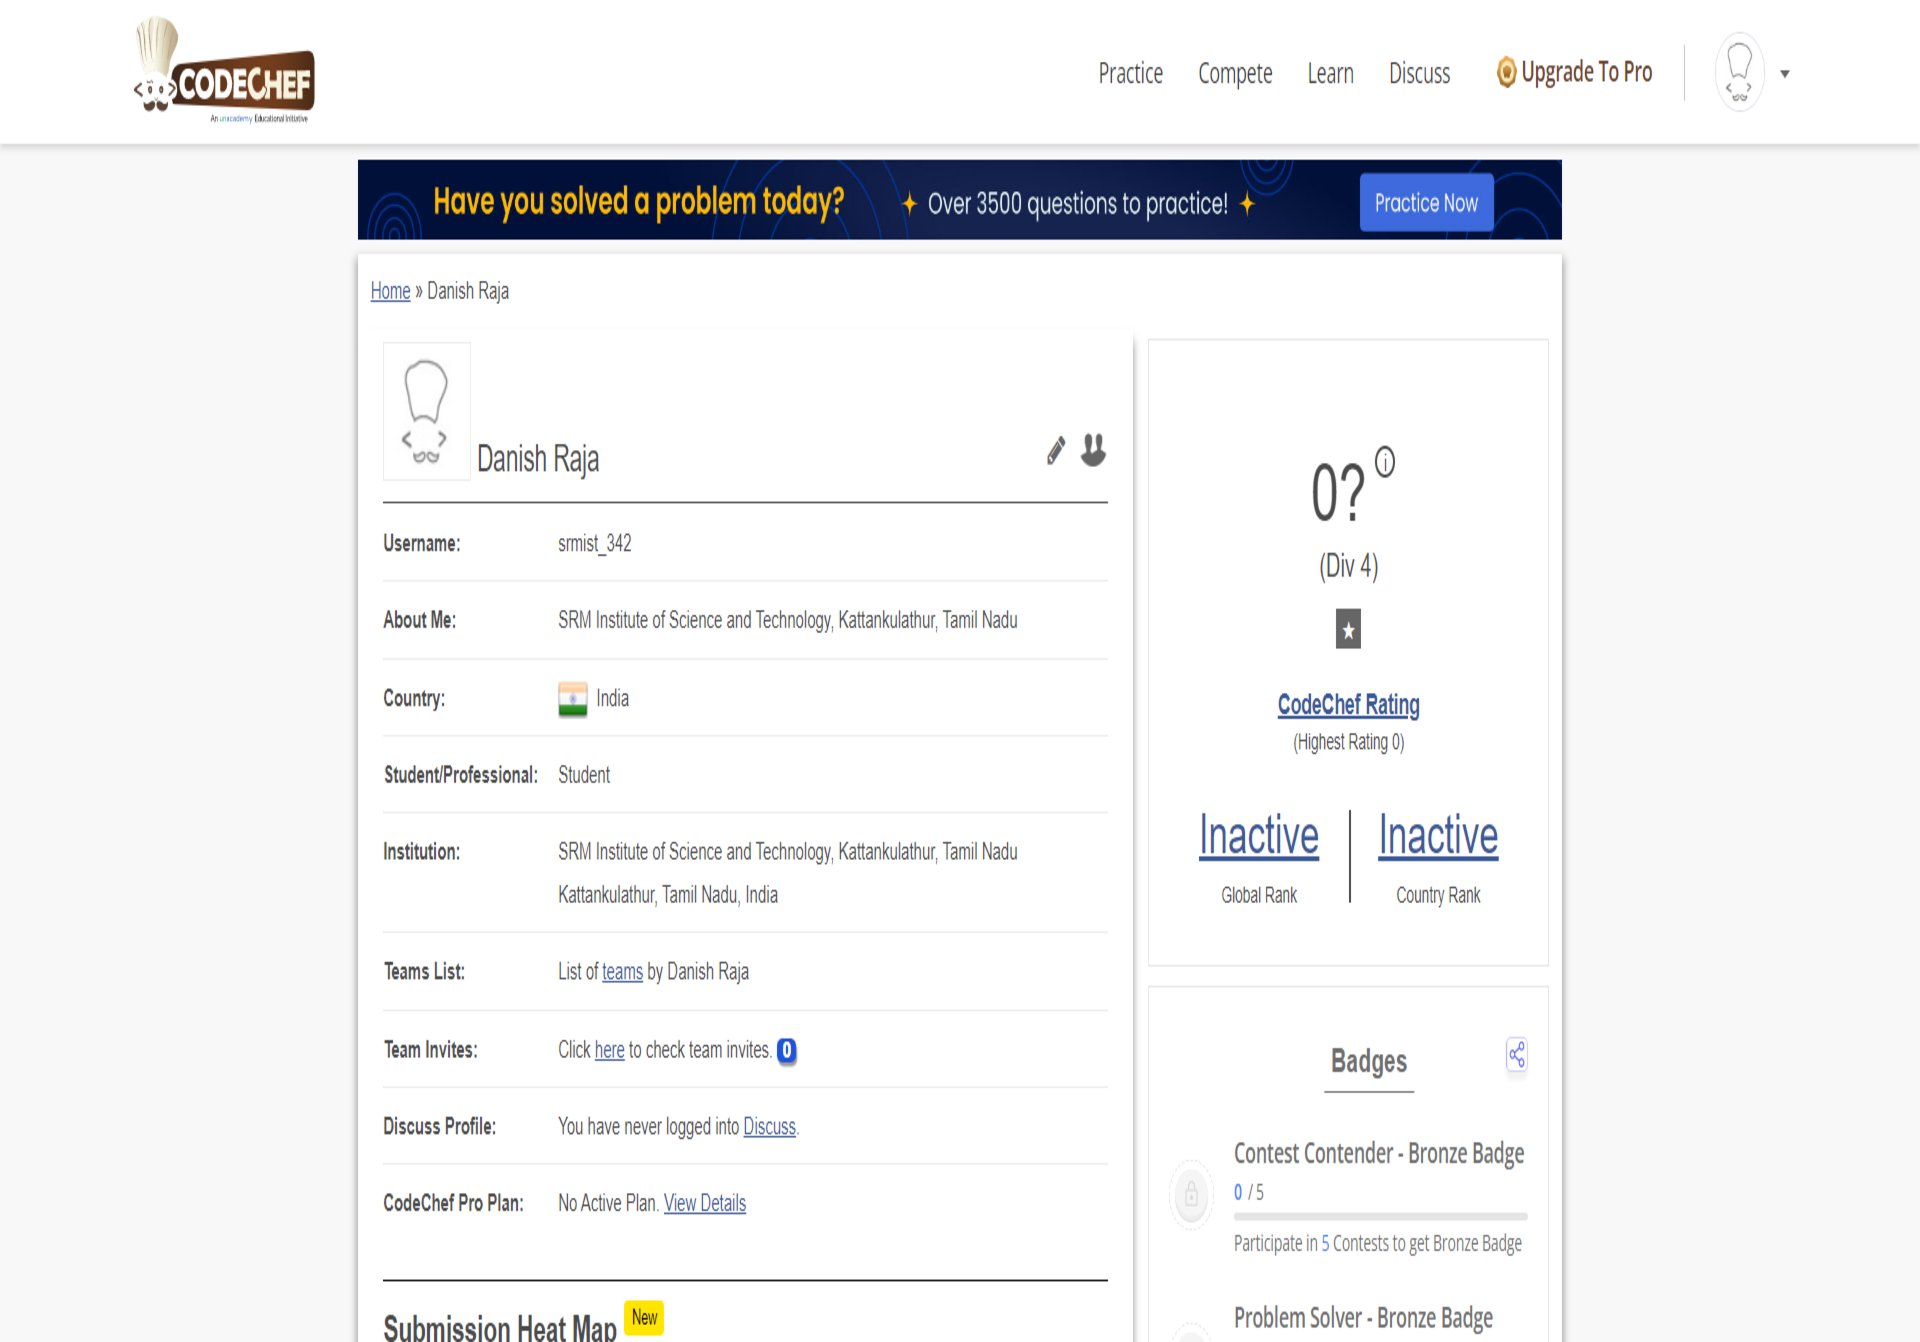 CODECHEF
An unacademy Educational Initiative
Practice Compete Learn Discuss Upgrade To Pro
Have you solved a problem today? Over 3500 questions to practice! Practice Now
Home » Danish Raja
Danish Raja
Username: srmist_342
About Me: SRM Institute of Science and Technology, Kattankulathur, Tamil Nadu
Country: India
Student/Professional: Student
Institution: SRM Institute of Science and Technology, Kattankulathur, Tamil Nadu
Kattankulathur, Tamil Nadu, India
Teams List: List of teams by Danish Raja
Team Invites: Click here to check team invites. 0
Discuss Profile: You have never logged into Discuss.
CodeChef Pro Plan: No Active Plan. View Details
Submission Heat Map New
0? i
(Div 4)
★
CodeChef Rating
(Highest Rating 0)
Inactive Inactive
Global Rank Country Rank
Badges
Contest Contender - Bronze Badge
0 / 5
Participate in 5 Contests to get Bronze Badge
Problem Solver - Bronze Badge